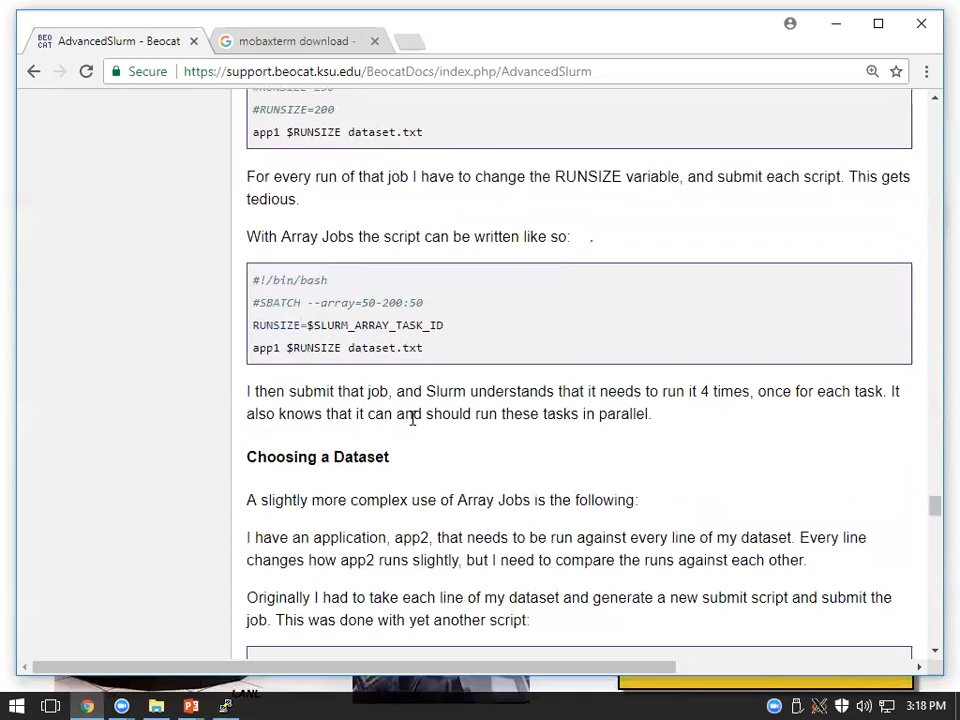 BEO
CAT
AdvancedSlurm - Beocat
mobaxterm download -
Secure
https://support.beocat.ksu.edu/BeocatDocs/index.php/AdvancedSlurm
#RUNSIZE=200
app1 $RUNSIZE dataset.txt
For every run of that job I have to change the RUNSIZE variable, and submit each script. This gets
tedious.
With Array Jobs the script can be written like so:
#!/bin/bash
#SBATCH --array=50-200:50
RUNSIZE=$SLURM_ARRAY_TASK_ID
app1 $RUNSIZE dataset.txt
I then submit that job, and Slurm understands that it needs to run it 4 times, once for each task. It
also knows that it can and should run these tasks in parallel.
Choosing a Dataset
A slightly more complex use of Array Jobs is the following:
I have an application, app2, that needs to be run against every line of my dataset. Every line
changes how app2 runs slightly, but I need to compare the runs against each other.
Originally I had to take each line of my dataset and generate a new submit script and submit the
job. This was done with yet another script:
LANL
3:18 PM